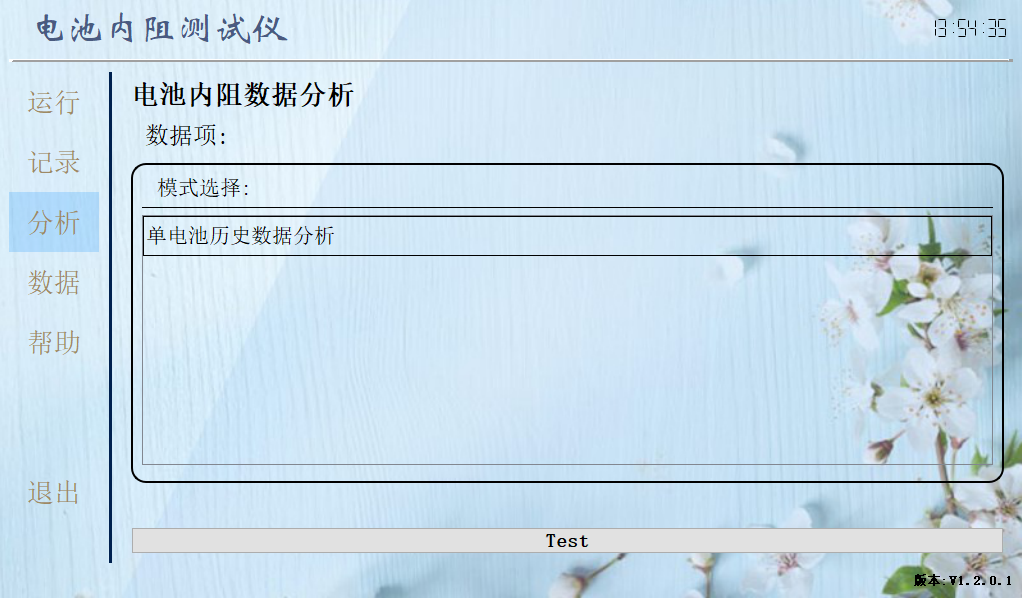 电池内阻测试仪
13:54:35
运行
记录
分析
数据
帮助
退出
电池内阻数据分析
数据项:
模式选择:
单电池历史数据分析
Test
版本:V1.2.0.1